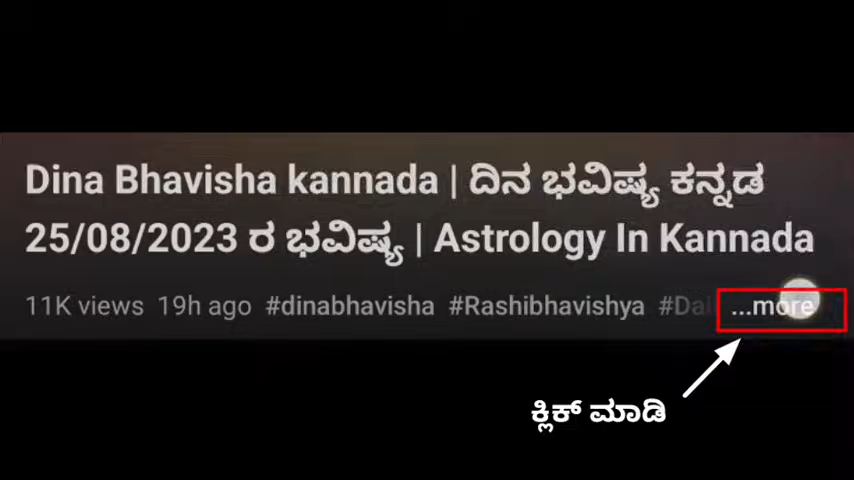 Dina Bhavisha kannada | ದಿನ ಭವಿಷ್ಯ ಕನ್ನಡ
25/08/2023 ರ ಭವಿಷ್ಯ | Astrology In Kannada
11K views 19h ago #dinabhavisha #Rashibhavishya #Dai ...more
ಕ್ಲಿಕ್ ಮಾಡಿ